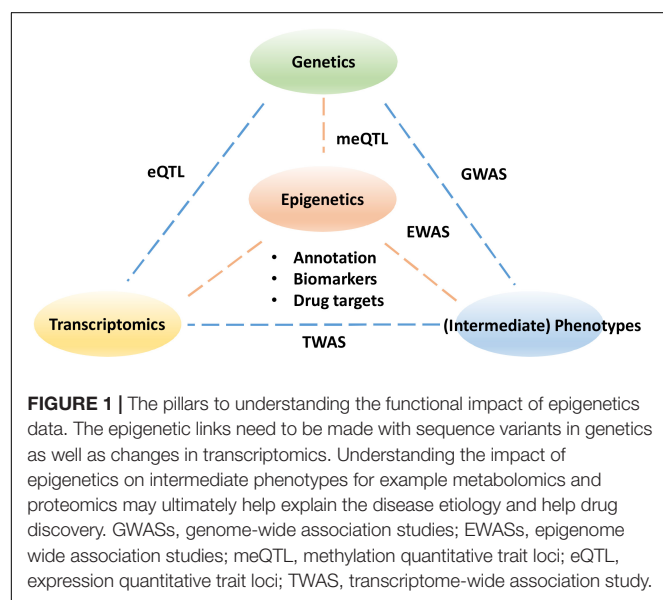 Genetics
meQTL
eQTL
GWAS
Epigenetics
EWAS
• Annotation
• Biomarkers
• Drug targets
Transcriptomics
(Intermediate) Phenotypes
TWAS
FIGURE 1 | The pillars to understanding the functional impact of epigenetics
data. The epigenetic links need to be made with sequence variants in genetics
as well as changes in transcriptomics. Understanding the impact of
epigenetics on intermediate phenotypes for example metabolomics and
proteomics may ultimately help explain the disease etiology and help drug
discovery. GWASs, genome-wide association studies; EWASs, epigenome
wide association studies; meQTL, methylation quantitative trait loci; eQTL,
expression quantitative trait loci; TWAS, transcriptome-wide association study.